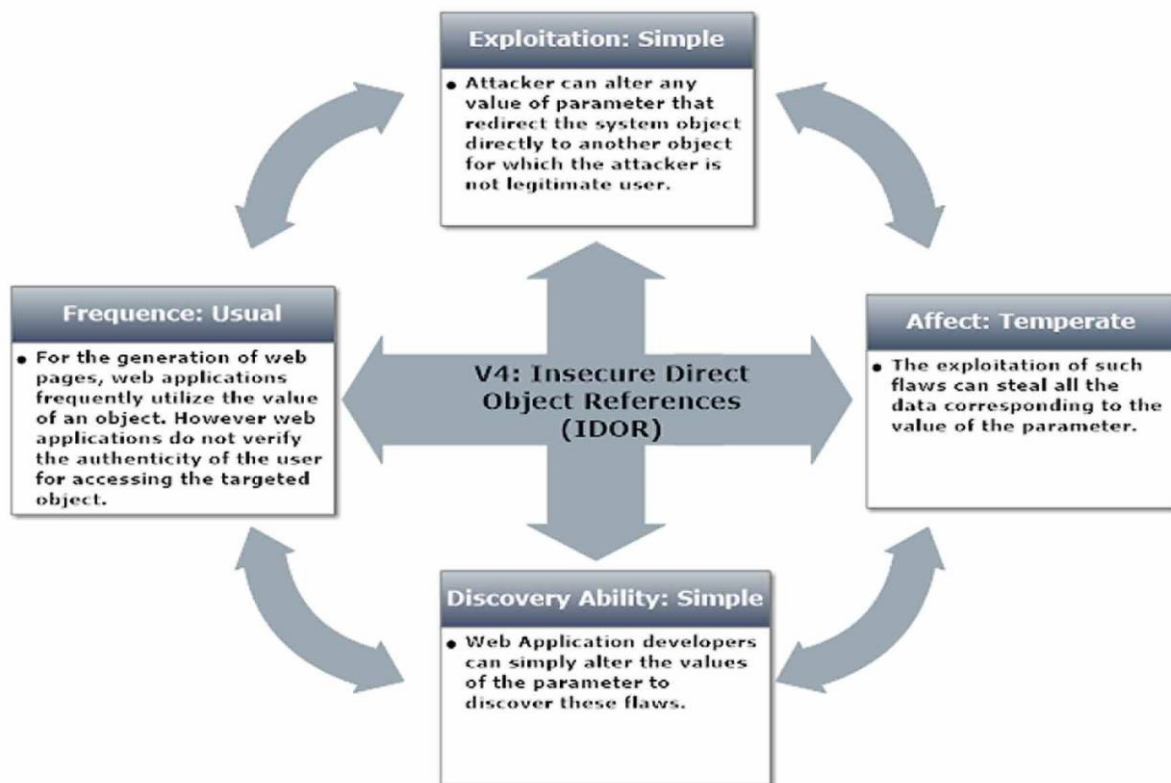 Exploitation: Simple
• Attacker can alter any
value of parameter that
redirect the system object
directly to another object
for which the attacker is
not legitimate user.
Frequence: Usual
• For the generation of web
pages, web applications
frequently utilize the value
of an object. However web
applications do not verify
the authenticity of the user
for accessing the targeted
object.
V4: Insecure Direct
Object References
(IDOR)
Affect: Temperate
• The exploitation of such
flaws can steal all the
data corresponding to the
value of the parameter.
Discovery Ability: Simple
• Web Application developers
can simply alter the values
of the parameter to
discover these flaws.